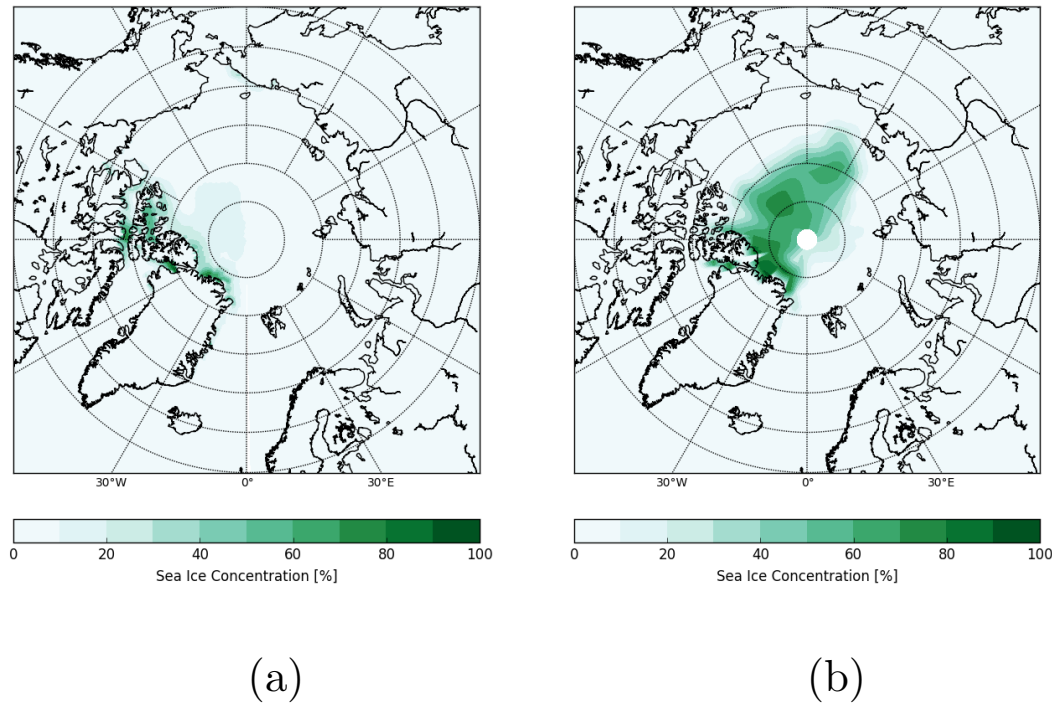 30°W 0° 30°E 30°W 0° 30°E
0 20 40 60 80 100 0 20 40 60 80 100
Sea Ice Concentration [%] Sea Ice Concentration [%]
(a) (b)